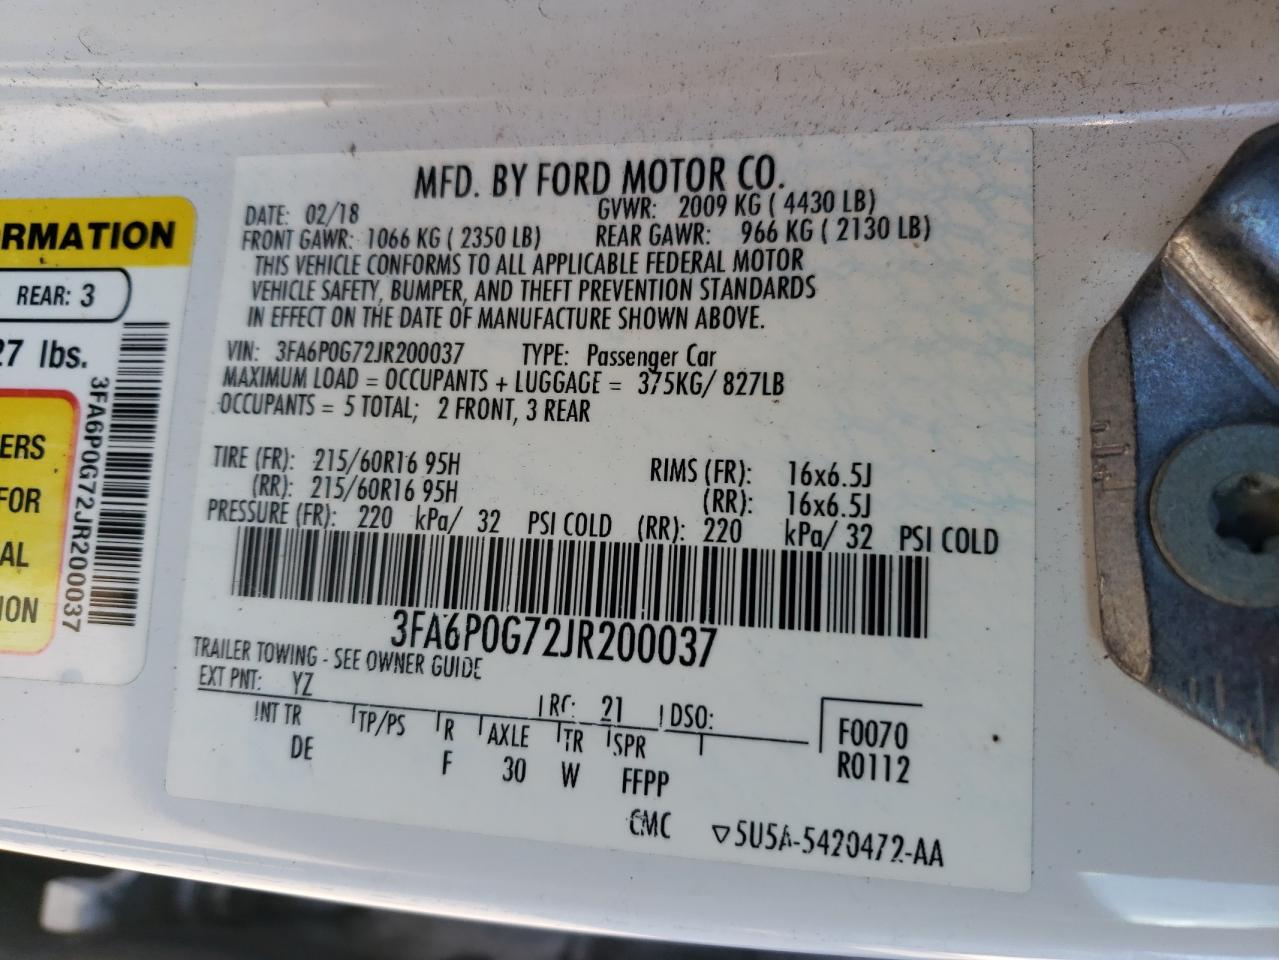 MFD. BY FORD MOTOR CO.
DATE: 02/18 GVWR: 2009 KG ( 4430 LB)
FRONT GAWR: 1066 KG ( 2350 LB) REAR GAWR: 966 KG ( 2130 LB)
THIS VEHICLE CONFORMS TO ALL APPLICABLE FEDERAL MOTOR
VEHICLE SAFETY, BUMPER, AND THEFT PREVENTION STANDARDS
IN EFFECT ON THE DATE OF MANUFACTURE SHOWN ABOVE.
VIN: 3FA6P0G72JR200037 TYPE: Passenger Car
MAXIMUM LOAD = OCCUPANTS + LUGGAGE = 375KG/ 827LB
OCCUPANTS = 5 TOTAL; 2 FRONT, 3 REAR
TIRE (FR): 215/60R16 95H RIMS (FR): 16x6.5J
(RR): 215/60R16 95H (RR): 16x6.5J
PRESSURE (FR): 220 kPa/ 32 PSI COLD (RR): 220 kPa/ 32 PSI COLD
3FA6P0G72JR200037
TRAILER TOWING - SEE OWNER GUIDE
EXT PNT: YZ RC: 21 DSO:
INT TR TP/PS R AXLE TR SPR F0070
DE F 30 W FFPP R0112
CMC ▽5U5A-5420472-AA
RMATION
REAR: 3
27 lbs.
ERS
FOR
AL
ION
3FA6P0G72JR200037